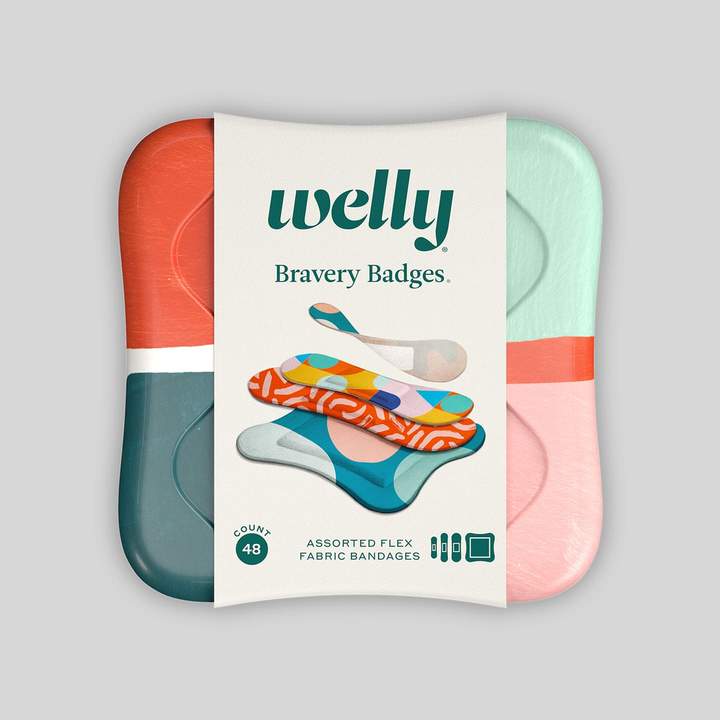 welly®
Bravery Badges®
COUNT
48
ASSORTED FLEX
FABRIC BANDAGES